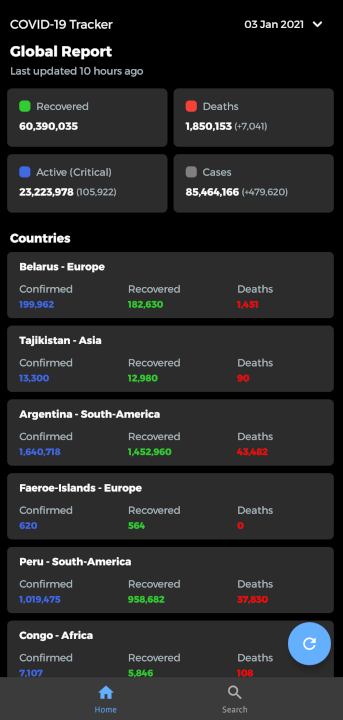 COVID-19 Tracker
03 Jan 2021
Global Report
Last updated 10 hours ago
Recovered
60,390,035
Deaths
1,850,153 (+7,041)
Active (Critical)
23,223,978 (105,922)
Cases
85,464,166 (+479,620)
Countries
Belarus - Europe
Confirmed Recovered Deaths
199,962 182,630 1,451
Tajikistan - Asia
Confirmed Recovered Deaths
13,300 12,980 90
Argentina - South-America
Confirmed Recovered Deaths
1,640,718 1,452,960 43,482
Faeroe-Islands - Europe
Confirmed Recovered Deaths
620 564 0
Peru - South-America
Confirmed Recovered Deaths
1,019,475 958,682 37,830
Congo - Africa
Confirmed Recovered Deaths
7,107 5,846 108
Home Search